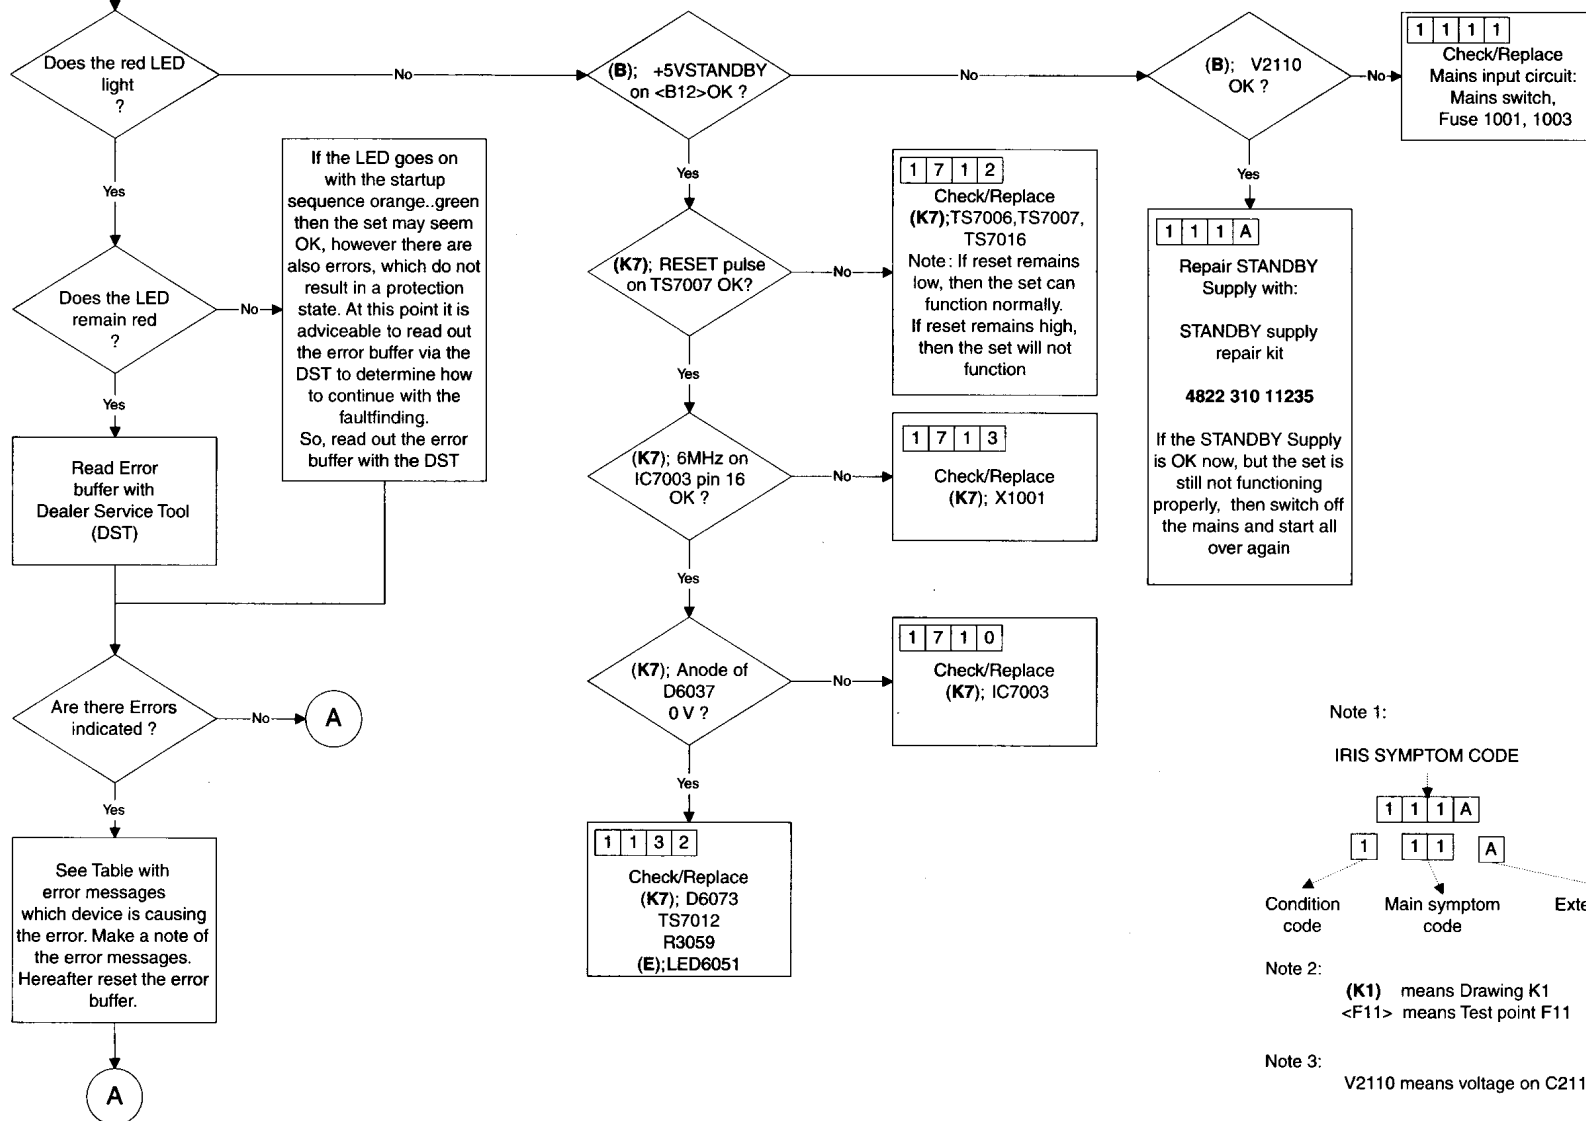 Does the red LED
light
?
No
(B); +5VSTANDBY
on <B12>OK ?
No
(B); V2110
OK ?
No
1 1 1 1
Check/Replace
Mains input circuit:
Mains switch,
Fuse 1001, 1003
Yes
If the LED goes on
with the startup
sequence orange..green
then the set may seem
OK, however there are
also errors, which do not
result in a protection
state. At this point it is
adviceable to read out
the error buffer via the
DST to determine how
to continue with the
faultfinding.
So, read out the error
buffer with the DST
Does the LED
remain red
?
No
Yes
Read Error
buffer with
Dealer Service Tool
(DST)
Are there Errors
indicated ?
No
A
Yes
See Table with
error messages
which device is causing
the error. Make a note of
the error messages.
Hereafter reset the error
buffer.
A
Yes
(K7); RESET pulse
on TS7007 OK?
No
1 7 1 2
Check/Replace
(K7);TS7006,TS7007,
TS7016
Note: If reset remains
low, then the set can
function normally.
If reset remains high,
then the set will not
function
Yes
(K7); 6MHz on
IC7003 pin 16
OK ?
No
1 7 1 3
Check/Replace
(K7); X1001
Yes
(K7); Anode of
D6037
0 V ?
No
1 7 1 0
Check/Replace
(K7); IC7003
Yes
1 1 3 2
Check/Replace
(K7); D6073
TS7012
R3059
(E);LED6051
Yes
1 1 1 A
Repair STANDBY
Supply with:
STANDBY supply
repair kit
4822 310 11235
If the STANDBY Supply
is OK now, but the set is
still not functioning
properly, then switch off
the mains and start all
over again
Note 1:
IRIS SYMPTOM CODE
1 1 1 A
1 1 1 A
Condition
code
Main symptom
code
Exte
Note 2:
(K1) means Drawing K1
<F11> means Test point F11
Note 3:
V2110 means voltage on C211